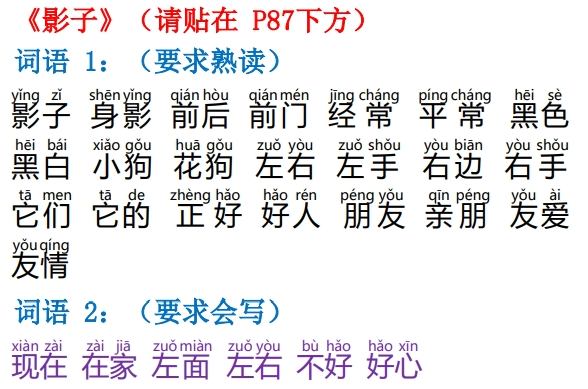 《影子》（请贴在 P87下方）
词语 1：（要求熟读）
yǐng zǐ shēn yǐng qián hòu qián mén jīng cháng píng cháng hēi sè
影子 身影 前后 前门 经常 平常 黑色
hēi bái xiǎo gǒu huā gǒu zuǒ yòu zuǒ shǒu yòu biān yòu shǒu
黑白 小狗 花狗 左右 左手 右边 右手
tā men tā de zhèng hǎo hǎo rén péng yǒu qīn péng yǒu ài
它们 它的 正好 好人 朋友 亲朋 友爱
yǒu qíng
友情
词语 2：（要求会写）
xiàn zài zài jiā zuǒ miàn zuǒ yòu bù hǎo hǎo xīn
现在 在家 左面 左右 不好 好心